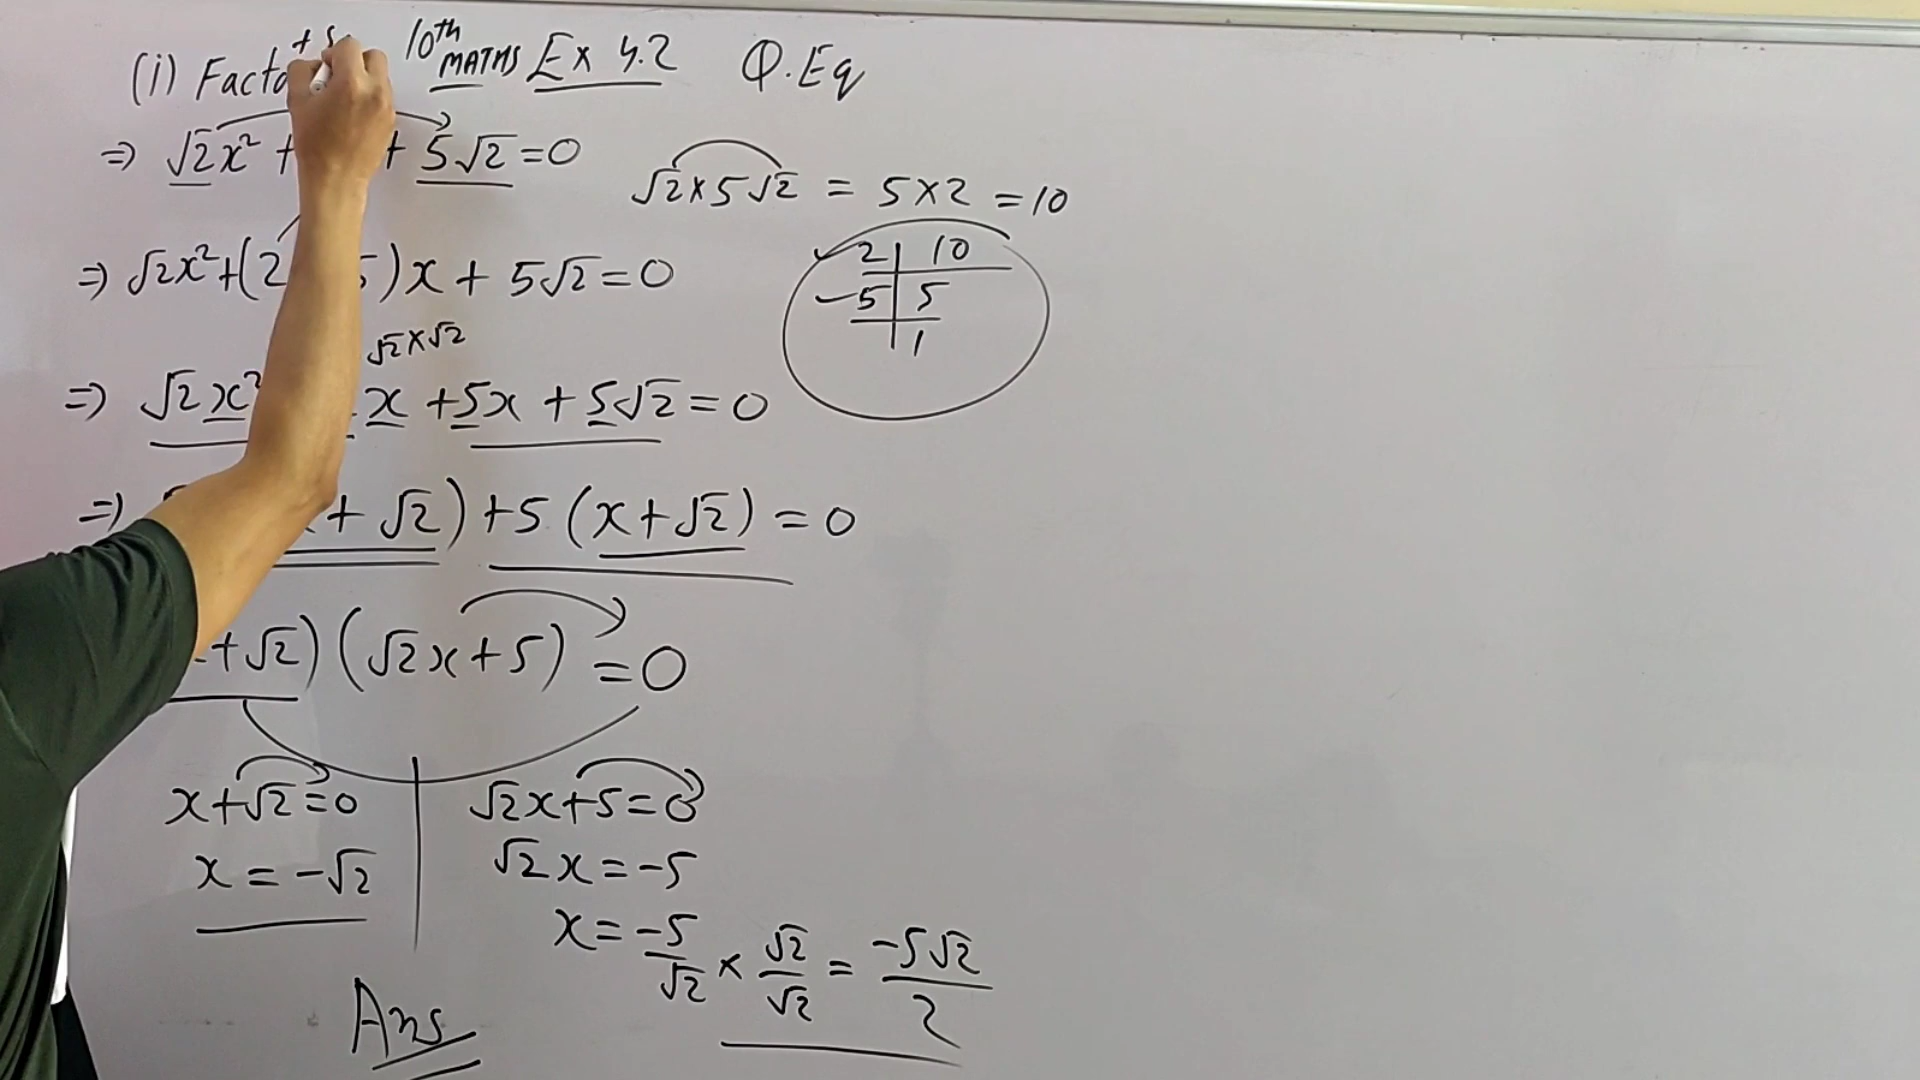 (i) 10th MATHS Ex 4.2 Q.Eq
⇒ √2x² + + 5√2 = 0
√2 × 5√2 = 5 × 2 = 10
2 | 10
5 | 5
1
⇒ √2x² + (2 5)x + 5√2 = 0
√2 × √2
⇒ √2x² x + 5x + 5√2 = 0
⇒ + √2) + 5 (x + √2) = 0
+ √2) (√2x + 5) = 0
x + √2 = 0
x = -√2
√2x + 5 = 0
√2x = -5
x = -5/√2 × √2/√2 = -5√2/2
Ans